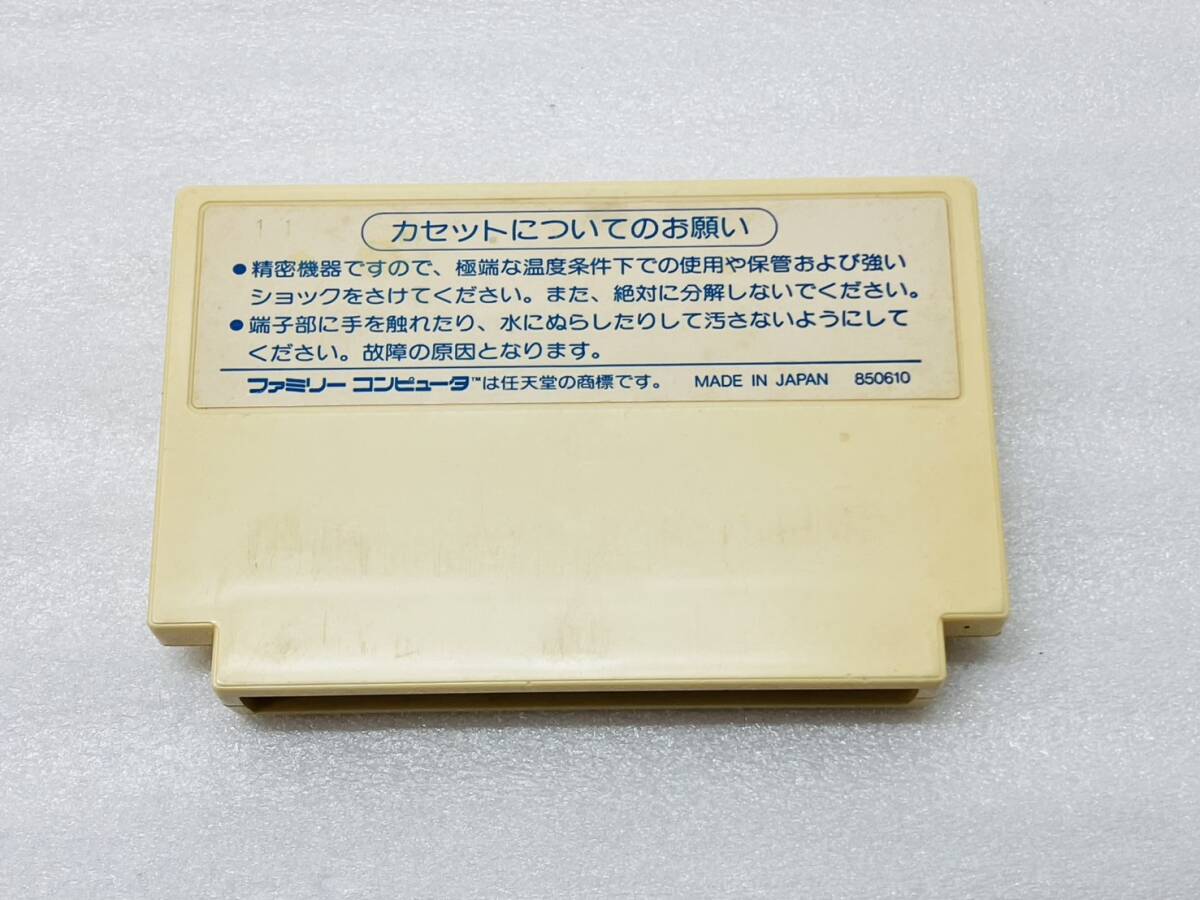 11
カセットについてのお願い
●精密機器ですので、極端な温度条件下での使用や保管および強い
ショックをさけてください。また、絶対に分解しないでください。
●端子部に手を触れたり、水にぬらしたりして汚さないようにして
ください。故障の原因となります。
ファミリー コンピュータ™は任天堂の商標です。 MADE IN JAPAN 850610